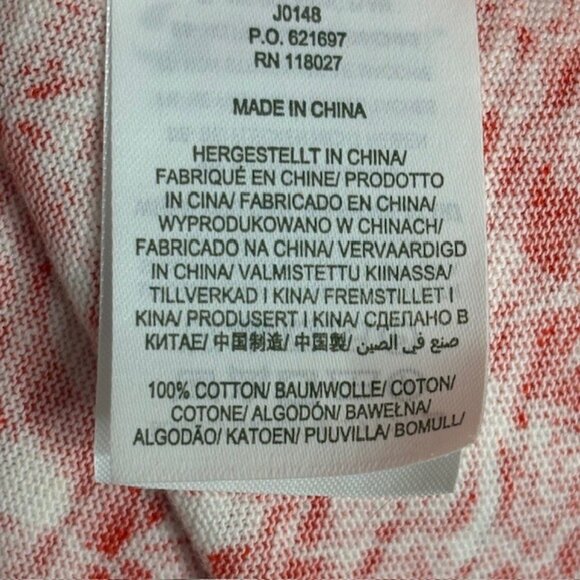 J0148
P.O. 621697
RN 118027
MADE IN CHINA
HERGESTELLT IN CHINA/
FABRIQUÉ EN CHINE/ PRODOTTO
IN CINA/ FABRICADO EN CHINA/
WYPRODUKOWANO W CHINACH/
FABRICADO NA CHINA/ VERVAARDIGD
IN CHINA/ VALMISTETTU KIINASSA/
TILLVERKAD I KINA/ FREMSTILLET I
KINA/ PRODUSERT I KINA/ СДЕЛАНО В
КИТАЕ/ 中国制造/ 中国製/ صنع في الصين/
100% COTTON/ BAUMWOLLE/ COTON/
COTONE/ ALGODÓN/ BAWEŁNA/
ALGODÃO/ KATOEN/ PUUVILLA/ BOMULL/